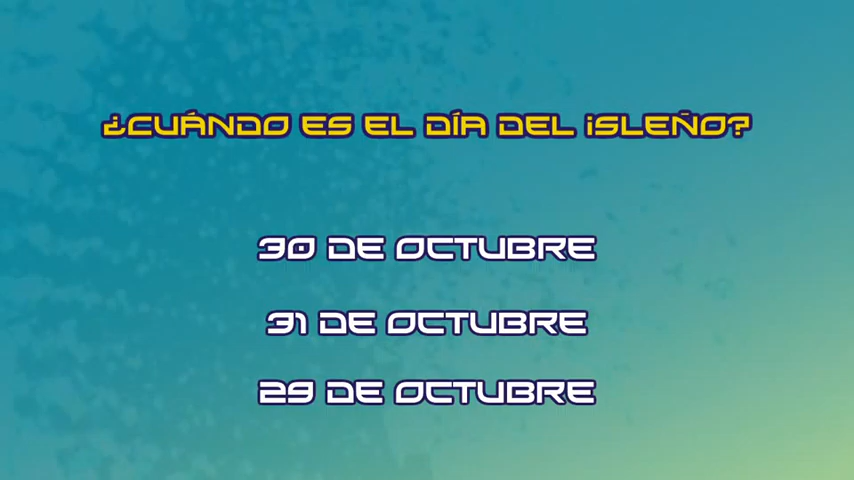 ¿CUÁNDO ES EL DÍA DEL ISLEÑO?
30 DE OCTUBRE
31 DE OCTUBRE
29 DE OCTUBRE